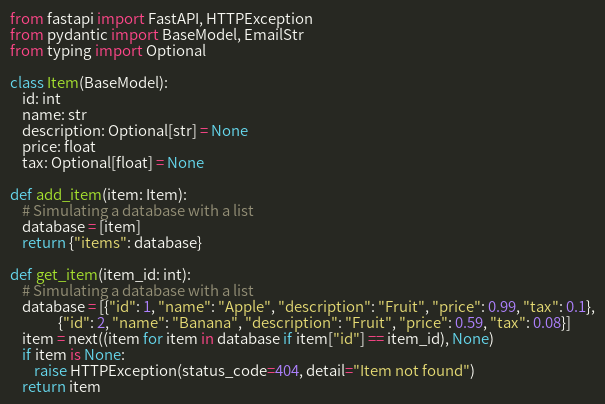 from fastapi import FastAPI, HTTPException
from pydantic import BaseModel, EmailStr
from typing import Optional

class Item(BaseModel):
    id: int
    name: str
    description: Optional[str] = None
    price: float
    tax: Optional[float] = None

def add_item(item: Item):
    # Simulating a database with a list
    database = [item]
    return {"items": database}

def get_item(item_id: int):
    # Simulating a database with a list
    database = [{"id": 1, "name": "Apple", "description": "Fruit", "price": 0.99, "tax": 0.1},
                {"id": 2, "name": "Banana", "description": "Fruit", "price": 0.59, "tax": 0.08}]
    item = next((item for item in database if item["id"] == item_id), None)
    if item is None:
        raise HTTPException(status_code=404, detail="Item not found")
    return item